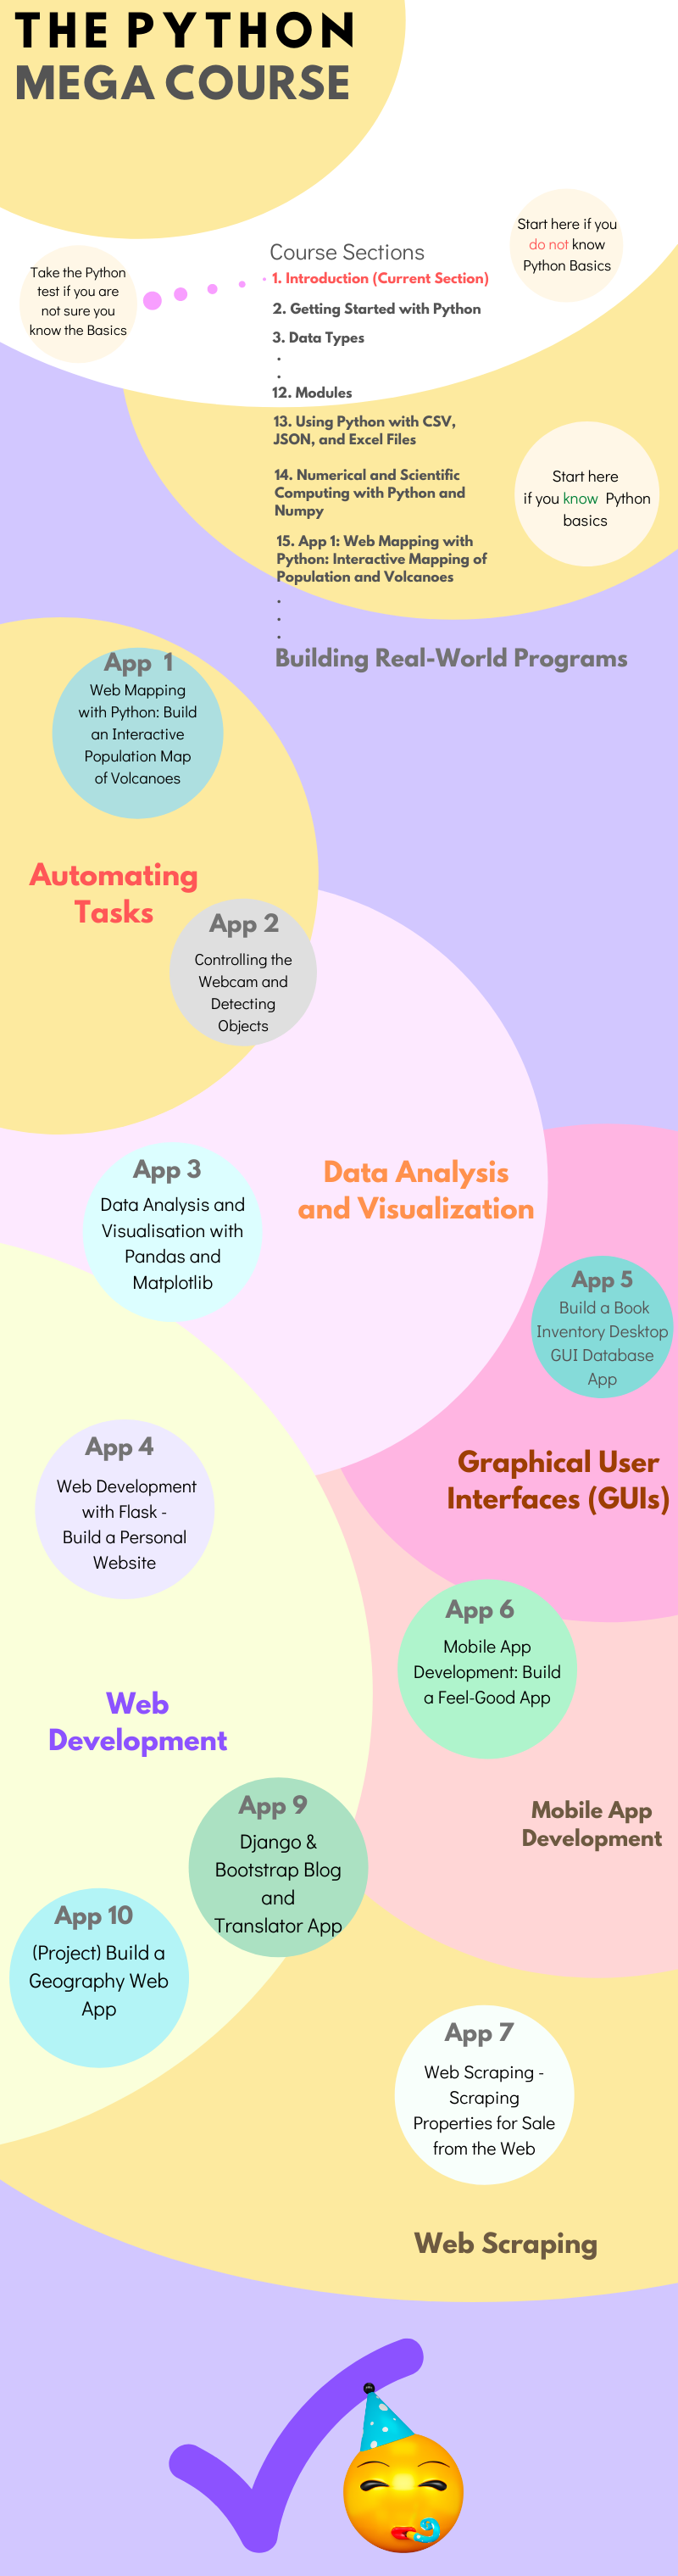 THE PYTHON
MEGA COURSE
Start here if you
do not know
Python Basics
Take the Python
test if you are
not sure you
know the Basics
Course Sections
1. Introduction (Current Section)
2. Getting Started with Python
3. Data Types
.
.
12. Modules
13. Using Python with CSV,
JSON, and Excel Files
14. Numerical and Scientific
Computing with Python and
Numpy
15. App 1: Web Mapping with
Python: Interactive Mapping of
Population and Volcanoes
.
.
.
Start here
if you know Python
basics
Building Real-World Programs
App 1
Web Mapping
with Python: Build
an Interactive
Population Map
of Volcanoes
Automating
Tasks
App 2
Controlling the
Webcam and
Detecting
Objects
App 3
Data Analysis and
Visualisation with
Pandas and
Matplotlib
Data Analysis
and Visualization
App 5
Build a Book
Inventory Desktop
GUI Database
App
App 4
Web Development
with Flask -
Build a Personal
Website
Graphical User
Interfaces (GUIs)
App 6
Mobile App
Development: Build
a Feel-Good App
Web
Development
Mobile App
Development
App 9
Django &
Bootstrap Blog
and
Translator App
App 10
(Project) Build a
Geography Web
App
App 7
Web Scraping -
Scraping
Properties for Sale
from the Web
Web Scraping